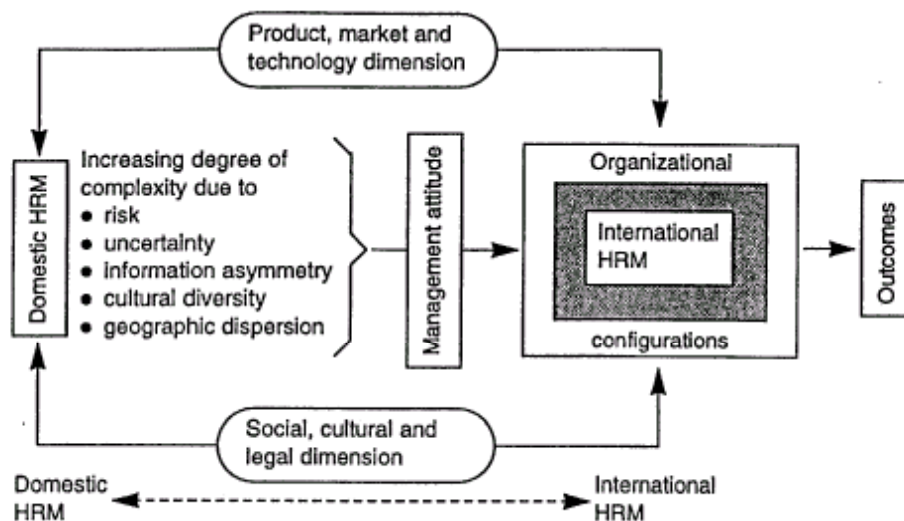 Product, market and
technology dimension
Domestic HRM
Increasing degree of
complexity due to
● risk
● uncertainty
● information asymmetry
● cultural diversity
● geographic dispersion
Management attitude
Organizational
International
HRM
configurations
Outcomes
Social, cultural and
legal dimension
Domestic
HRM
International
HRM